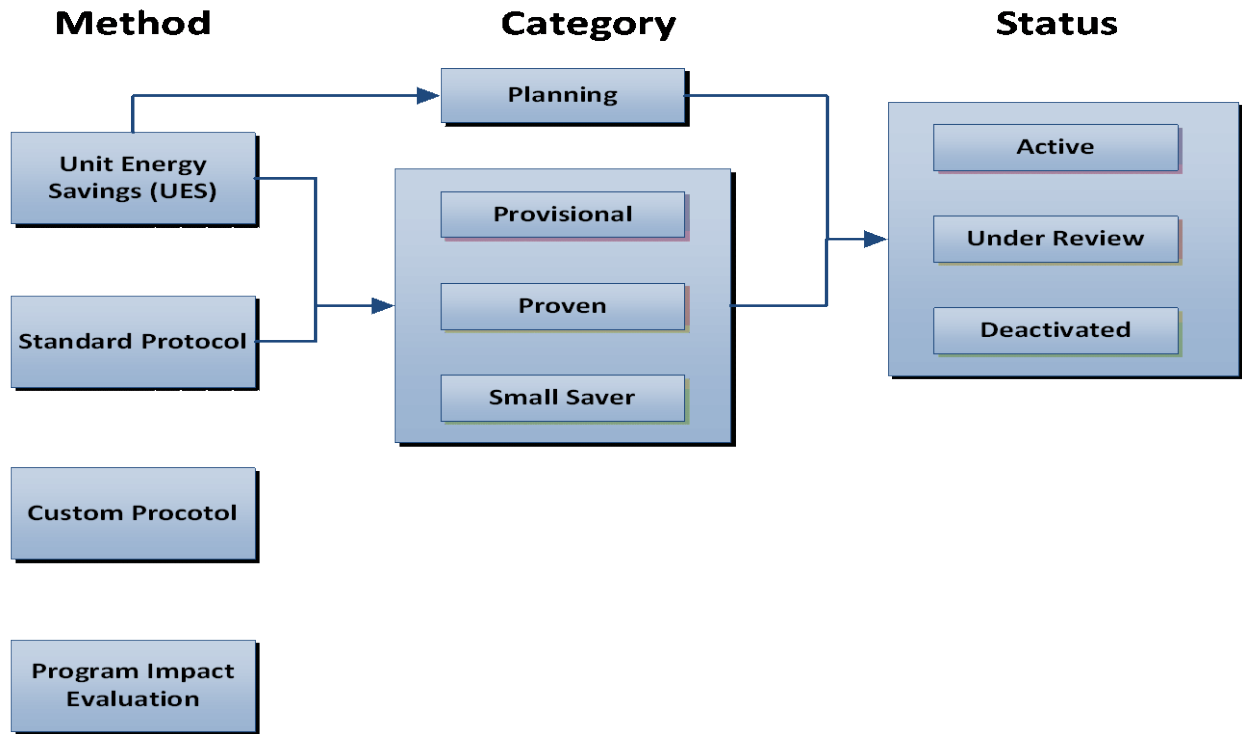 Method
Category
Status
Unit Energy
Savings (UES)
Standard Protocol
Custom Procotol
Program Impact
Evaluation
Planning
Provisional
Proven
Small Saver
Active
Under Review
Deactivated